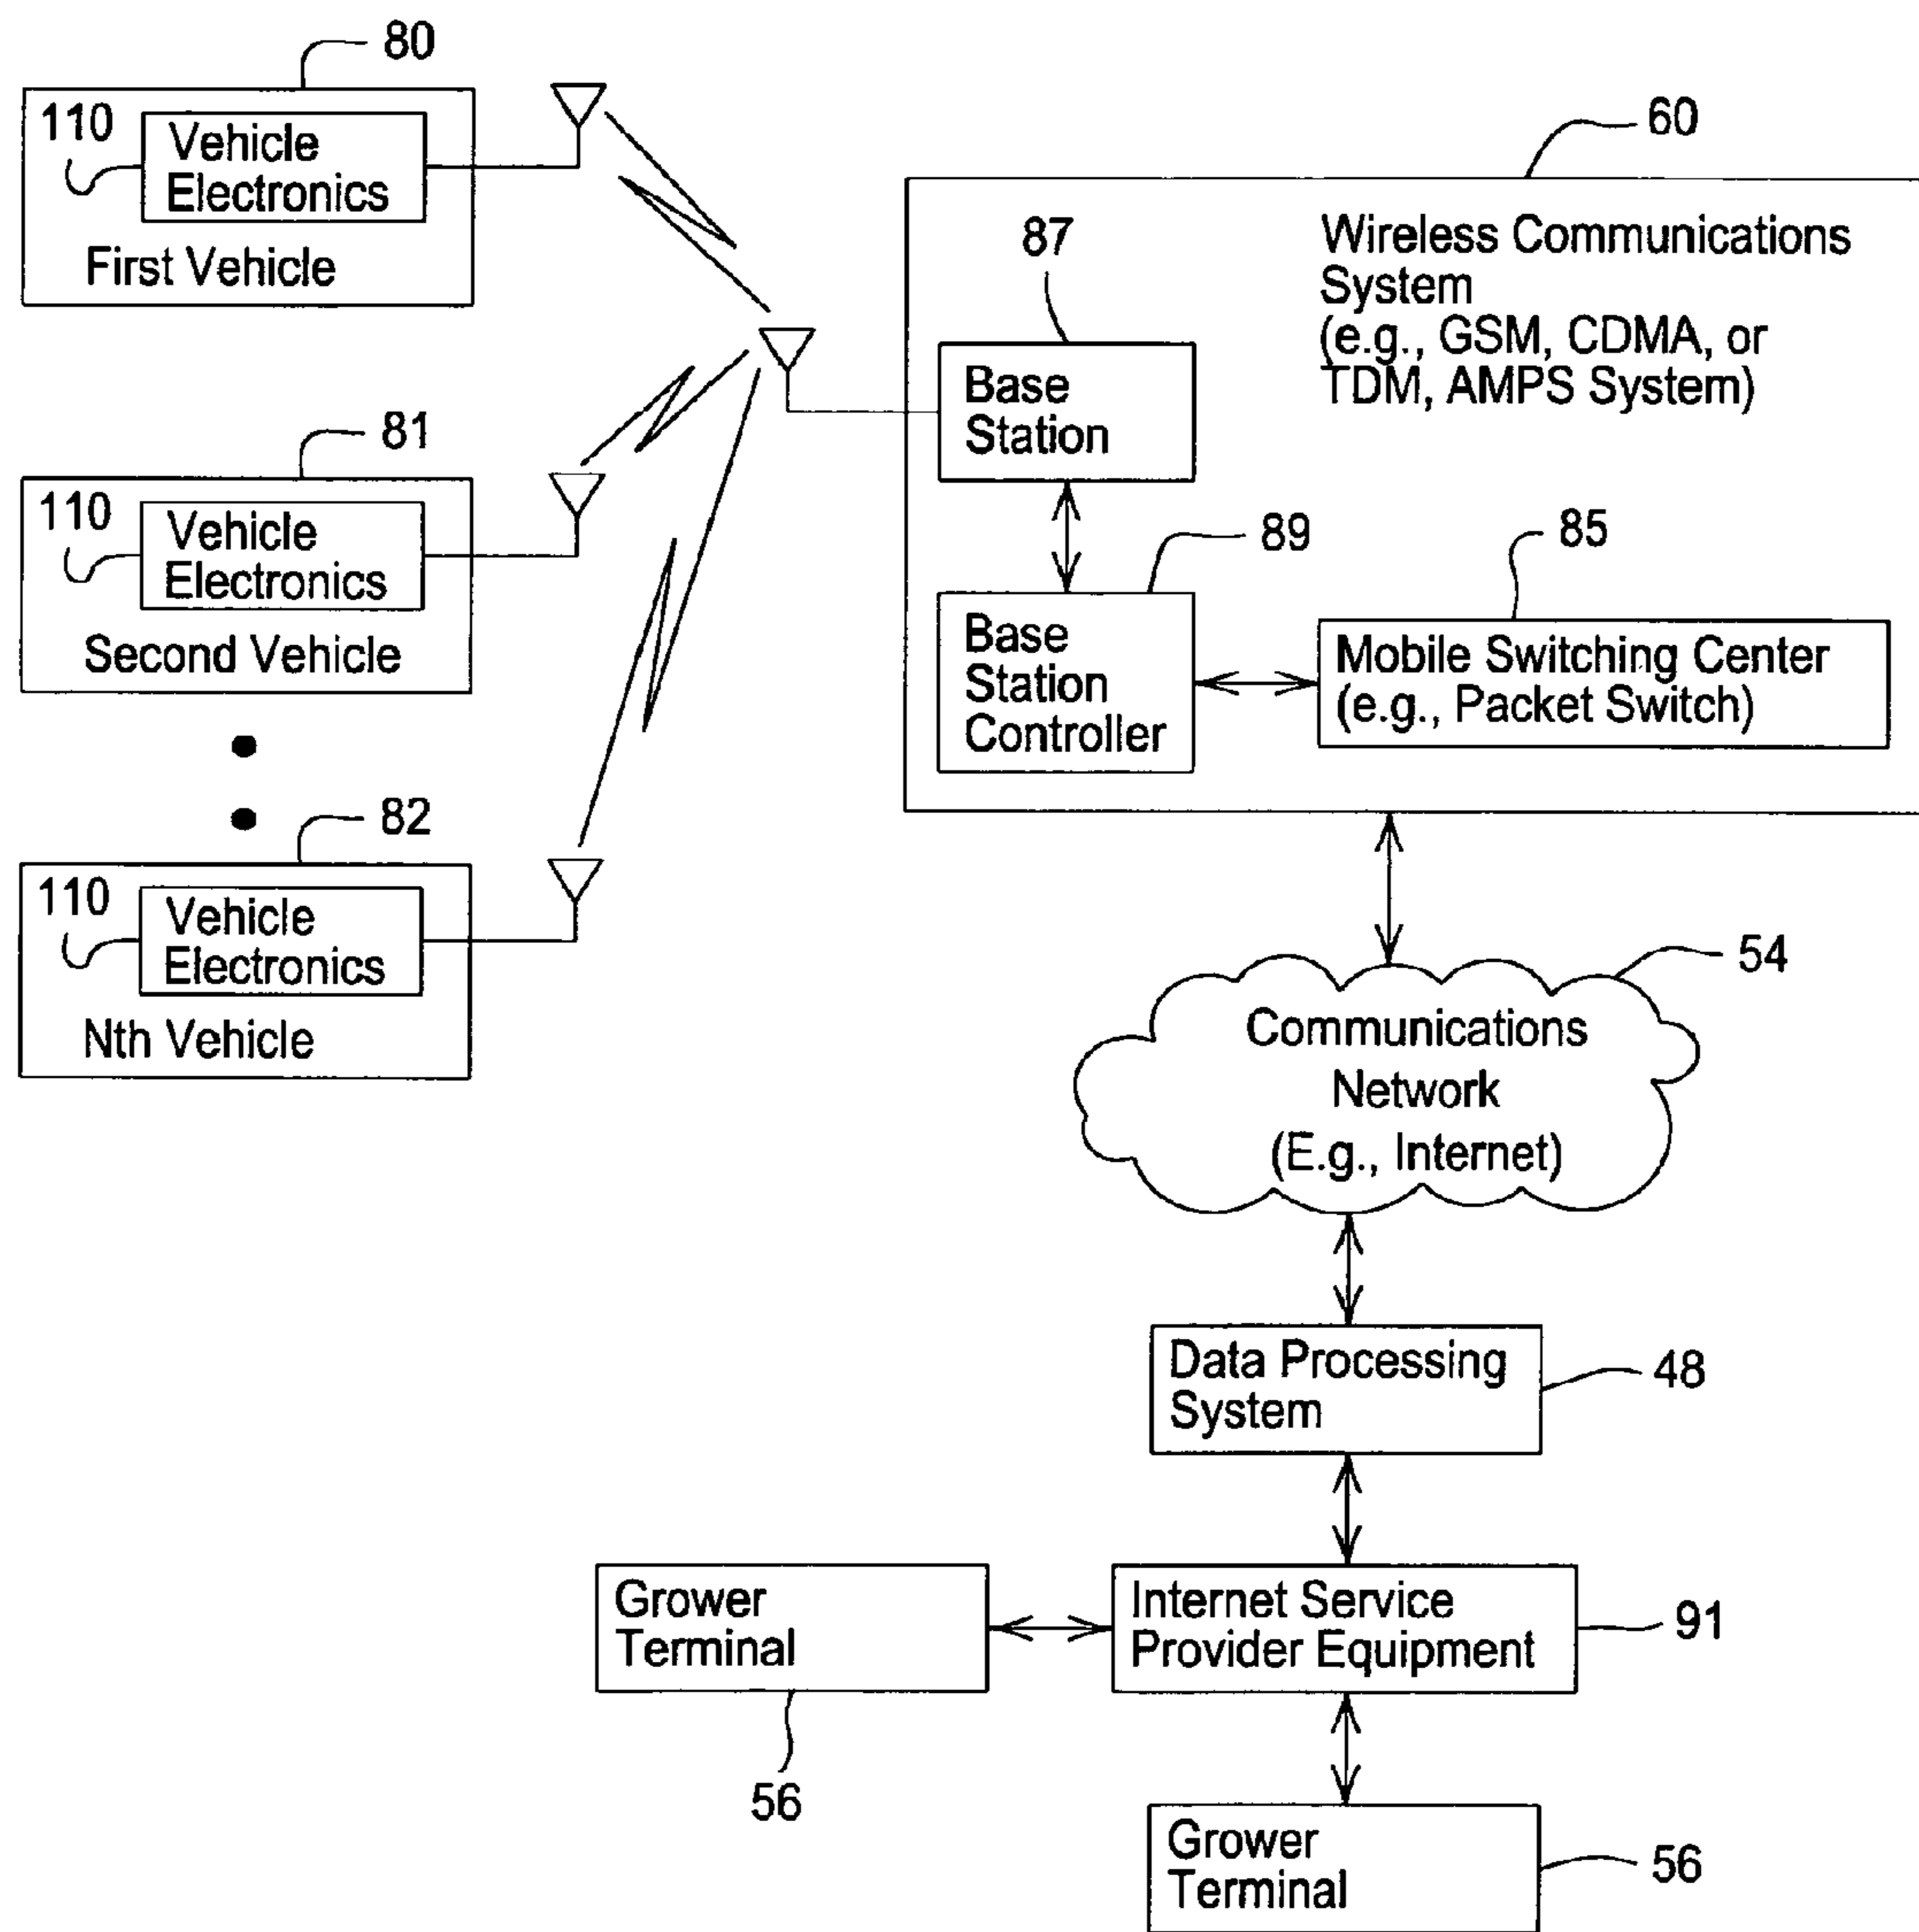 80
110
Vehicle
Electronics
First Vehicle
60
Wireless Communications
System
(e.g., GSM, CDMA, or
TDM, AMPS System)
87
Base
Station
81
110
Vehicle
Electronics
Second Vehicle
89
Base
Station
Controller
85
Mobile Switching Center
(e.g., Packet Switch)
82
110
Vehicle
Electronics
Nth Vehicle
54
Communications
Network
(E.g., Internet)
Data Processing
System
48
Grower
Terminal
56
Internet Service
Provider Equipment
91
Grower
Terminal
56